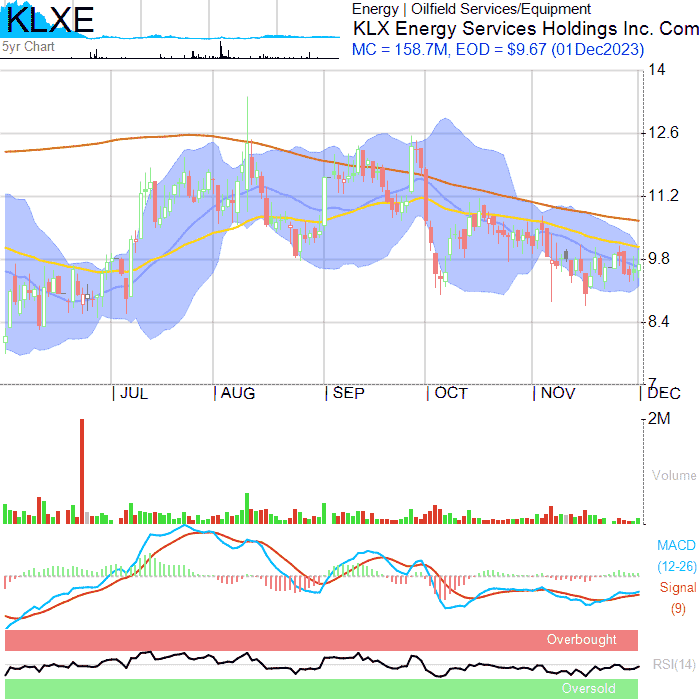 KLXE
5yr Chart
Energy | Oilfield Services/Equipment
KLX Energy Services Holdings Inc. Com
MC = 158.7M, EOD = $9.67 (01Dec2023)
14
12.6
11.2
9.8
8.4
7
JUL AUG SEP OCT NOV DEC
2M
Volume
MACD
(12-26)
Signal
(9)
Overbought
RSI(14)
Oversold